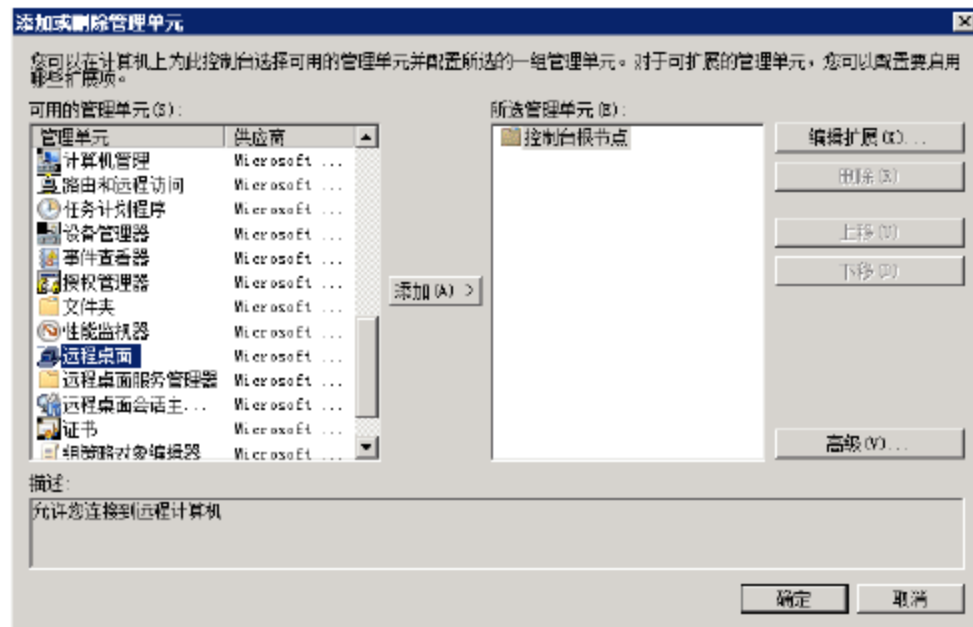 添加或删除管理单元
您可以在计算机上为此控制台选择可用的管理单元并配置所选的一组管理单元。对于可扩展的管理单元，您可以配置要启用
哪些扩展项。
可用的管理单元(S):
所选管理单元(E):
管理单元 供应商
计算机管理 Microsoft ...
路由和远程访问 Microsoft ...
任务计划程序 Microsoft ...
设备管理器 Microsoft ...
事件查看器 Microsoft ...
授权管理器 Microsoft ...
文件夹 Microsoft ...
性能监视器 Microsoft ...
远程桌面 Microsoft ...
远程桌面服务管理器 Microsoft ...
远程桌面会话主... Microsoft ...
证书 Microsoft ...
组策略对象编辑器 Microsoft ...
添加(A) >
控制台根节点
编辑扩展(X)...
删除(R)
上移(U)
下移(D)
高级(V)...
描述:
允许您连接到远程计算机
确定
取消